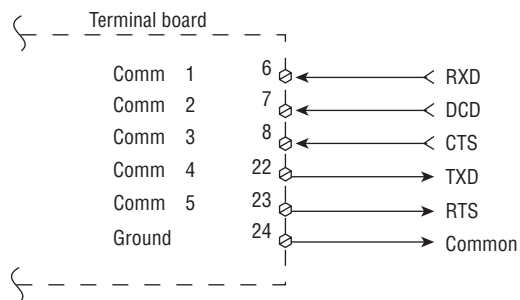 Terminal board
Comm 1 6 RXD
Comm 2 7 DCD
Comm 3 8 CTS
Comm 4 22 TXD
Comm 5 23 RTS
Ground 24 Common